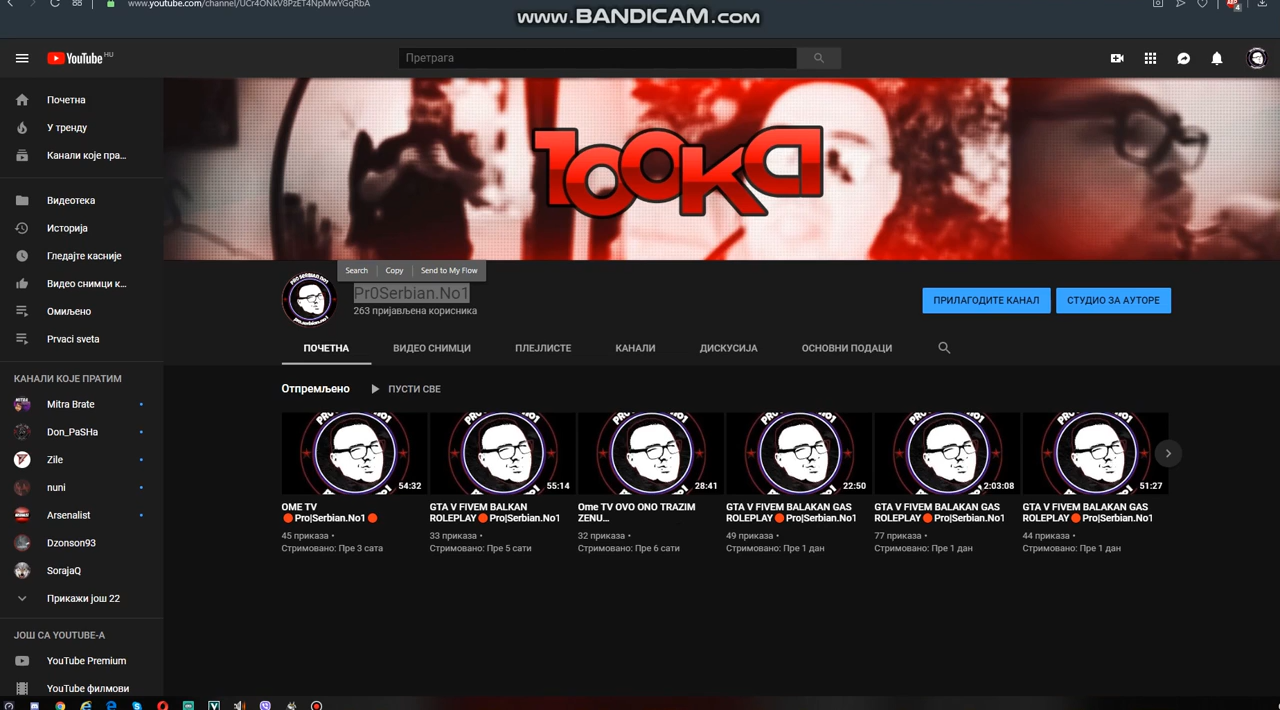 www.youtube.com/channel/UCr4ONkV8PzET4NpMwYGqRbA
www.BANDICAM.com
YouTube HU
Претрага
Почетна
У тренду
Канали које пра...
Видеотека
Историја
Гледајте касније
Видео снимци к...
Омиљено
Prvaci sveta
КАНАЛИ КОЈЕ ПРАТИМ
Mitra Brate
Don_PaSHa
Zile
nuni
Arsenalist
Dzonson93
SorajaQ
Прикажи још 22
ЈОШ СА YOUTUBE-А
YouTube Premium
YouTube филмови
100KA
Search Copy Send to My Flow
Pr0Serbian.No1
263 пријављена корисника
ПРИЛАГОДИТЕ КАНАЛ
СТУДИО ЗА АУТОРЕ
ПОЧЕТНА ВИДЕО СНИМЦИ ПЛЕЈЛИСТЕ КАНАЛИ ДИСКУСИЈА ОСНОВНИ ПОДАЦИ
Отпремљено ПУСТИ СВЕ
54:32
OME TV
🔴Pro|Serbian.No1🔴
45 приказа •
Стримовано: Пре 3 сата
55:14
GTA V FIVEM BALKAN
ROLEPLAY🔴Pro|Serbian.No1
33 приказа •
Стримовано: Пре 5 сати
28:41
Ome TV OVO ONO TRAZIM
ZENU...
32 приказа •
Стримовано: Пре 6 сати
22:50
GTA V FIVEM BALAKAN GAS
ROLEPLAY🔴Pro|Serbian.No1
49 приказа •
Стримовано: Пре 1 дан
2:03:08
GTA V FIVEM BALAKAN GAS
ROLEPLAY🔴Pro|Serbian.No1
77 приказа •
Стримовано: Пре 1 дан
51:27
GTA V FIVEM BALAKAN GAS
ROLEPLAY🔴Pro|Serbian.No1
44 приказа •
Стримовано: Пре 1 дан